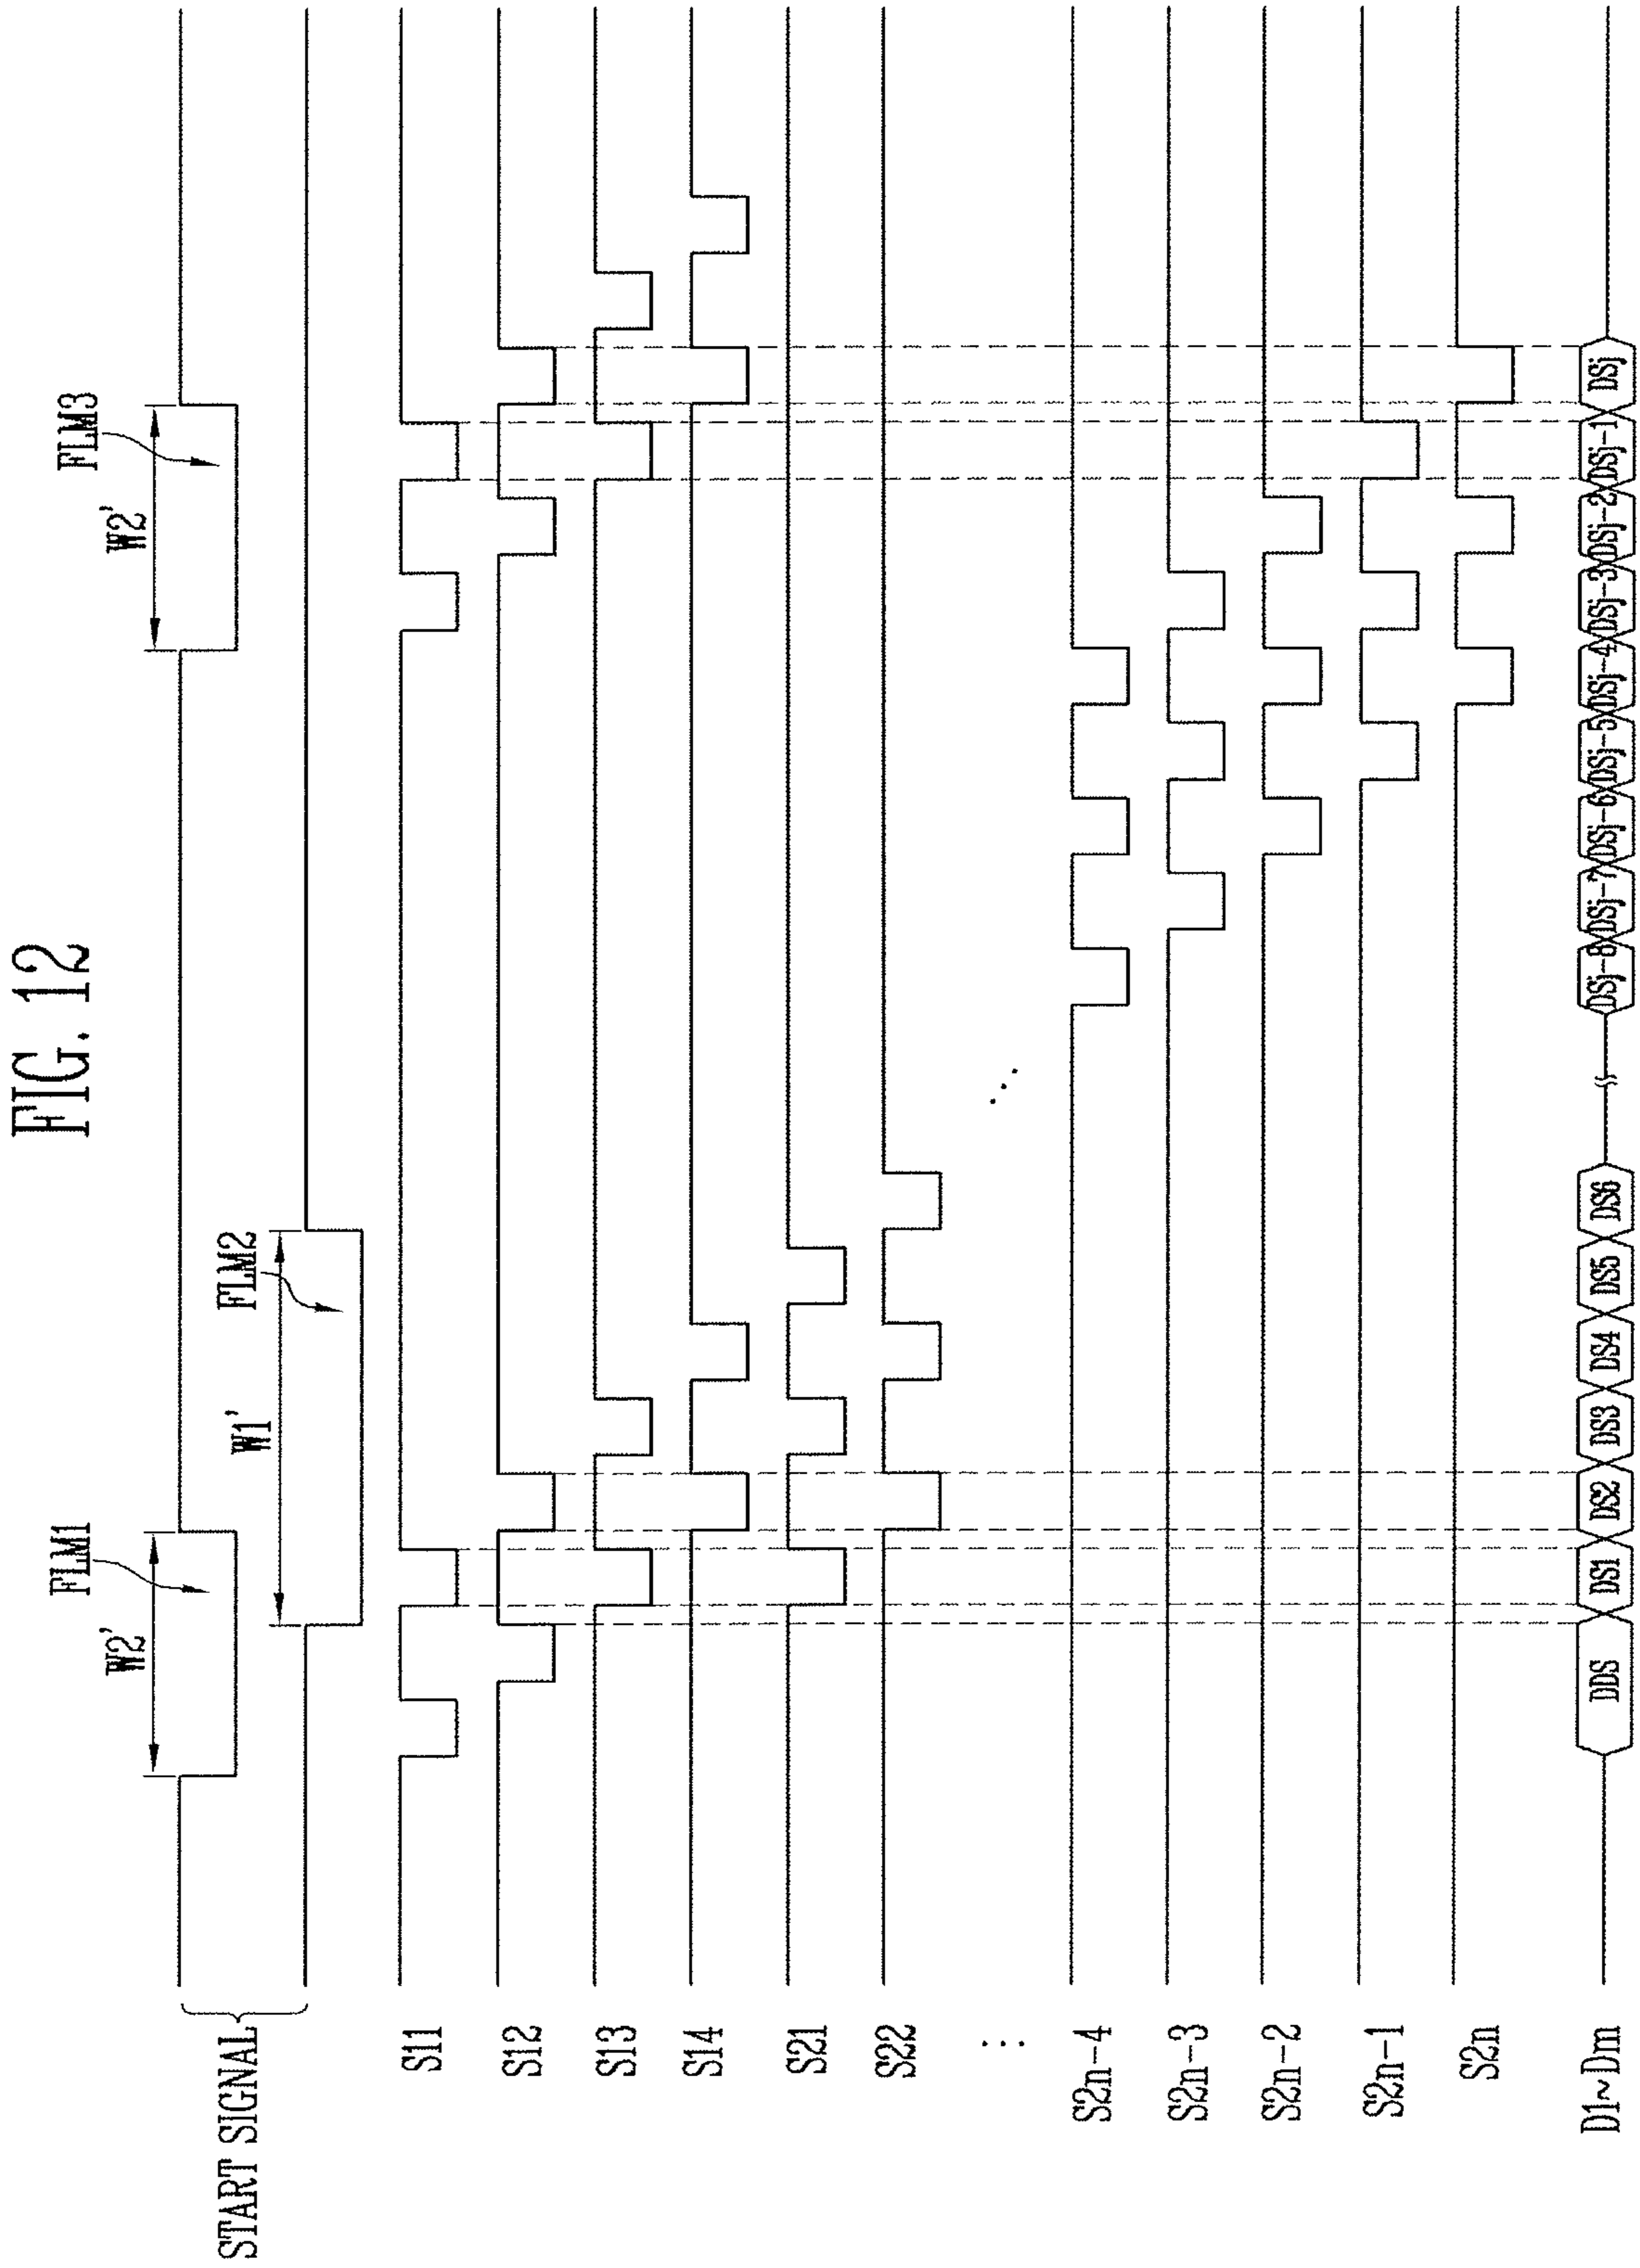 FIG. 12
START SIGNAL
W2'
FLM1
W2'
FLM3
W1'
FLM2
S11
S12
S13
S14
S21
S22
S2n-4
S2n-3
S2n-2
S2n-1
S2n
D1~Dm
DDS
DS1
DS2
DS3
DS4
DS5
DS6
DSj-8
DSj-7
DSj-6
DSj-5
DSj-4
DSj-3
DSj-2
DSj-1
DSj